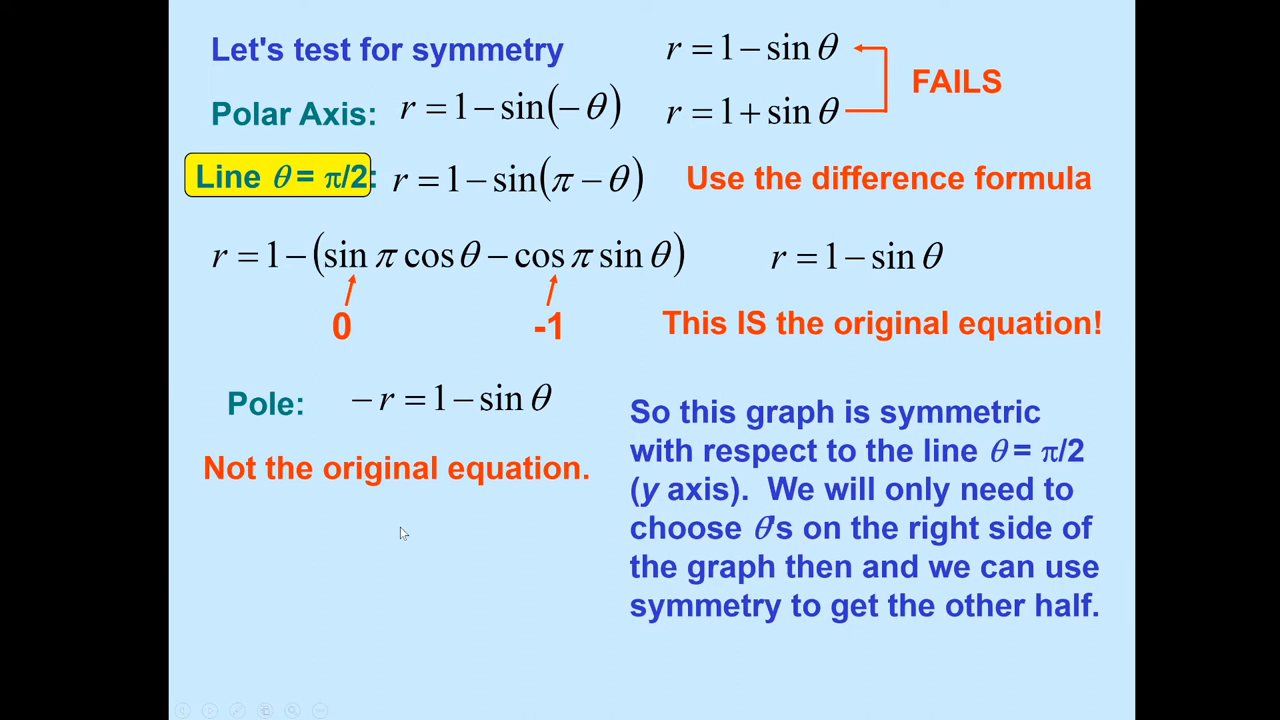 Let's test for symmetry
r = 1 − sin θ
FAILS
Polar Axis: r = 1 − sin(− θ)
r = 1 + sin θ
Line θ = π/2: r = 1 − sin(π − θ)
Use the difference formula
r = 1 − (sin π cos θ − cos π sin θ)
r = 1 − sin θ
0
-1
This IS the original equation!
Pole: − r = 1 − sin θ
Not the original equation.
So this graph is symmetric
with respect to the line θ = π/2
(y axis). We will only need to
choose θ's on the right side of
the graph then and we can use
symmetry to get the other half.